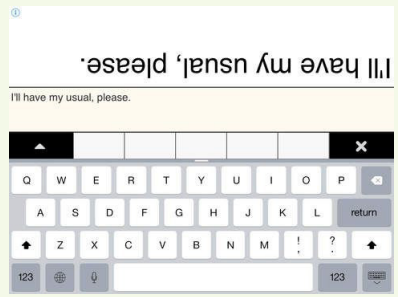 I'll have my usual, please.
I'll have my usual, please.
Q W E R T Y U I O P
A S D F G H J K L return
Z X C V B N M ! , ? .
123 123